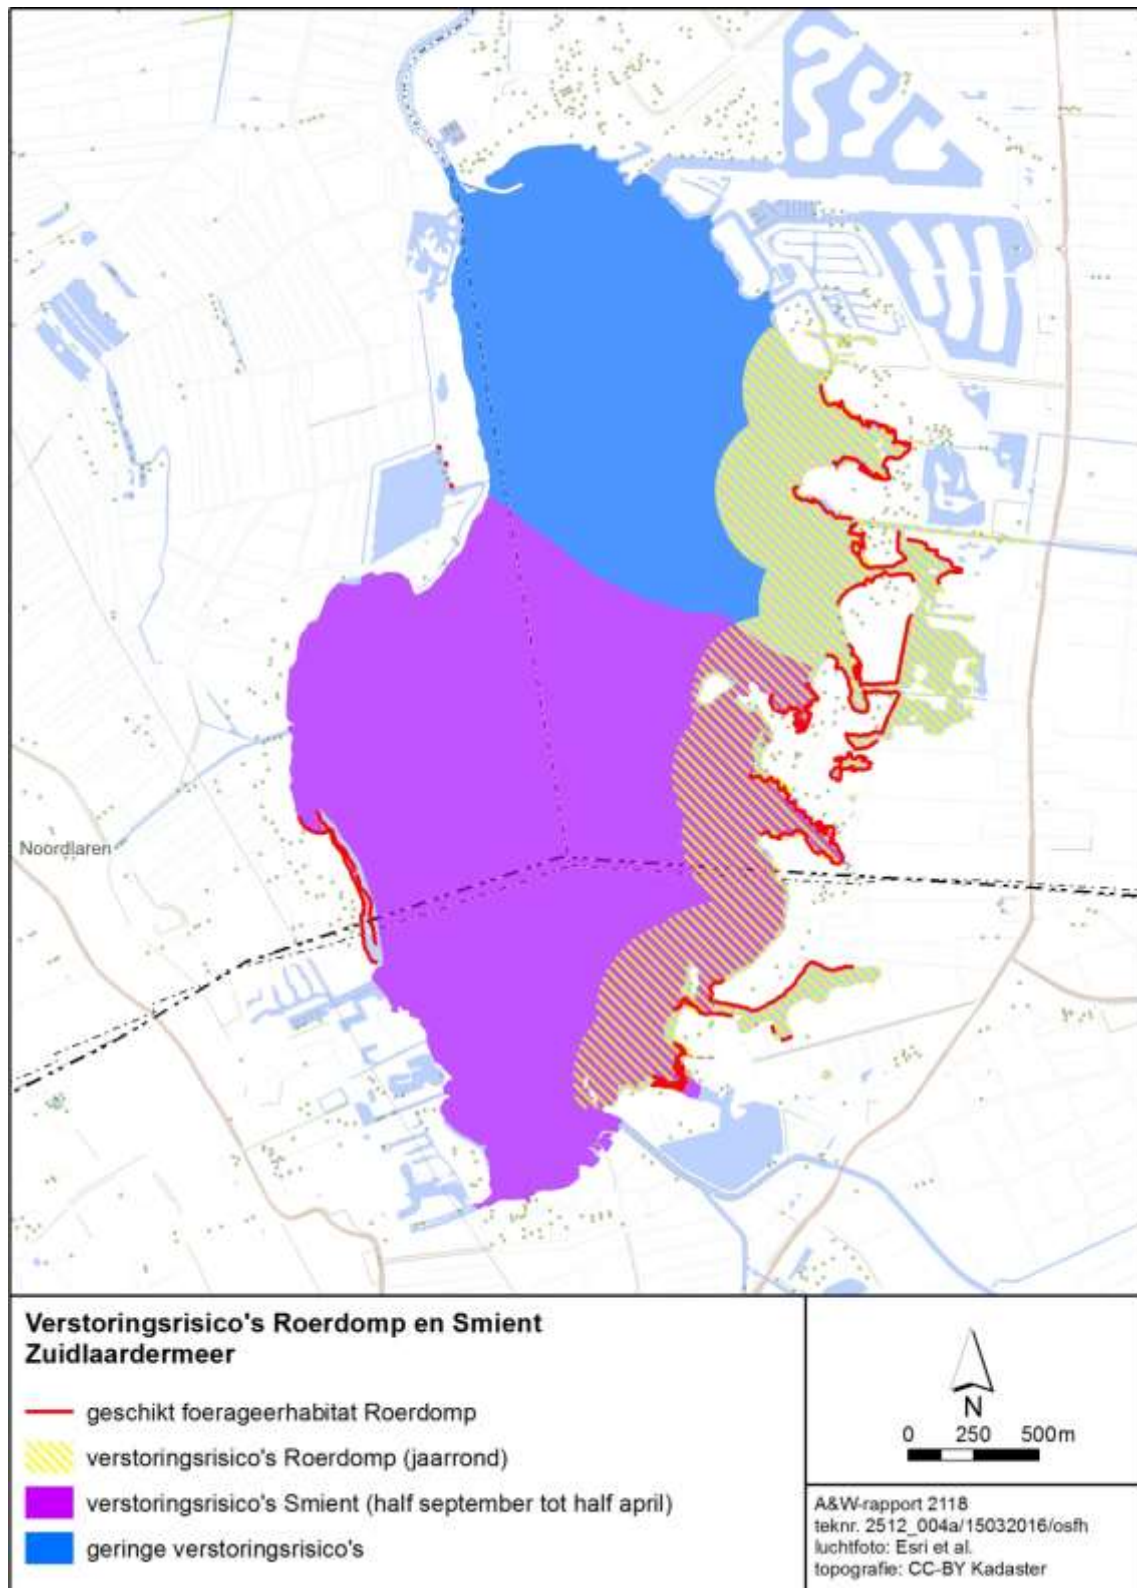 Noordlaren
Verstoringsrisico's Roerdomp en Smient
Zuidlaardermeer
geschikt foerageerhabitat Roerdomp
verstoringsrisico's Roerdomp (jaarrond)
verstoringsrisico's Smient (half september tot half april)
geringe verstoringsrisico's
N
0 250 500m
A&W-rapport 2118
teknr. 2512_004a/15032016/osfh
luchtfoto: Esri et al.
topografie: CC-BY Kadaster